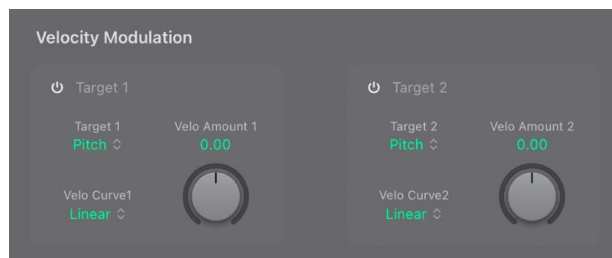 Velocity Modulation
Target 1
Target 1
Pitch
Velo Amount 1
0.00
Velo Curve1
Linear
Target 2
Target 2
Pitch
Velo Amount 2
0.00
Velo Curve2
Linear